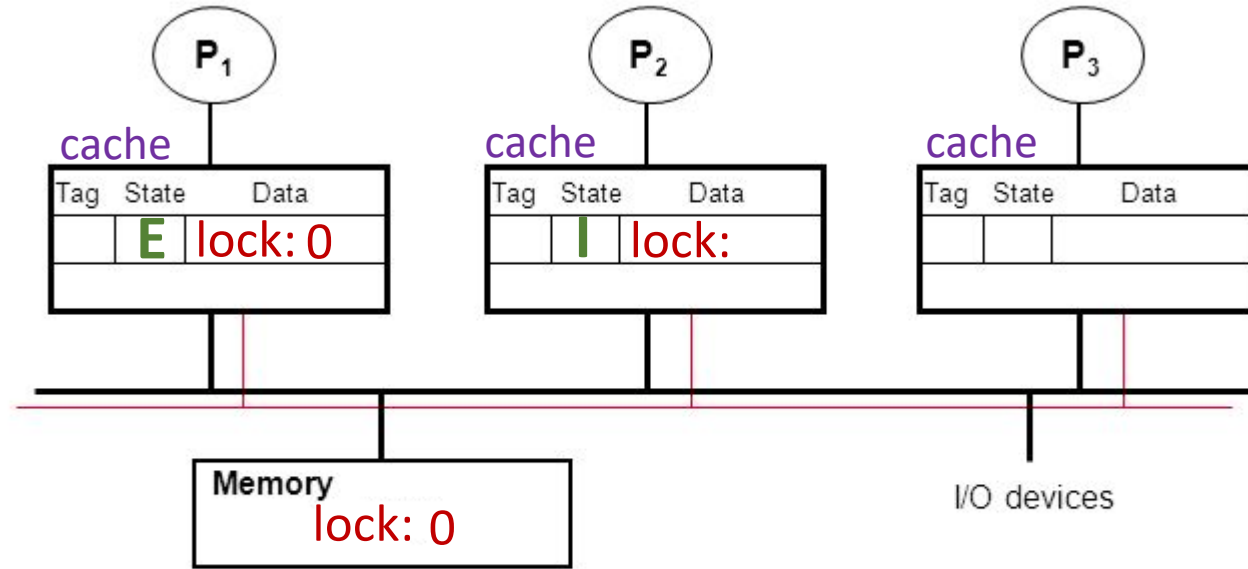 P1 P2 P3
cache cache cache
Tag State Data Tag State Data Tag State Data
E lock: 0 I lock:
Memory
lock: 0
I/O devices